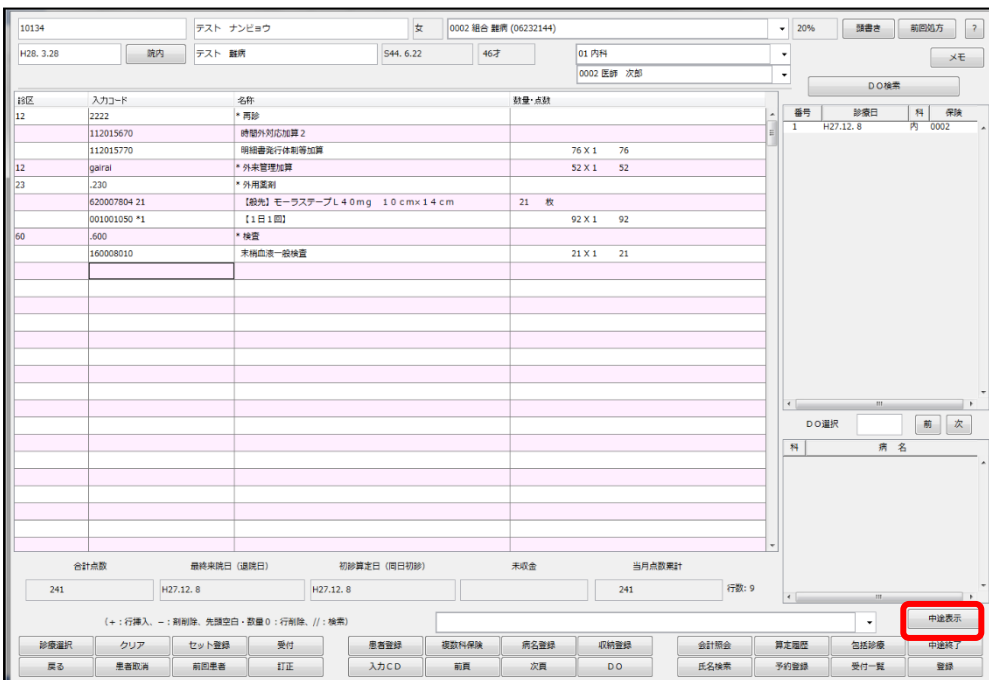 10134 テスト ナンビョウ 女 0002 組合 難病 (06232144) 20% 頭書き 前回処方 ?
H28. 3.28 院内 テスト 難病 S44. 6.22 46才 01 内科 メモ
0002 医師 次郎
DO検索
診区 入力コード 名称 数量・点数
番号 診療日 科 保険
12 2222 * 再診
1 H27.12. 8 内 0002
112015670 時間外対応加算２
112015770 明細書発行体制等加算 76 X 1 76
12 gairai * 外来管理加算 52 X 1 52
23 .230 * 外用薬剤
620007804 21 【般先】モーラステープＬ４０ｍｇ １０ｃｍ×１４ｃｍ 21 枚
001001050 *1 【１日１回】 92 X 1 92
60 .600 * 検査
160008010 末梢血液一般検査 21 X 1 21
DO選択 前 次
科 病 名
合計点数 最終来院日（退院日） 初診算定日（同日初診） 未収金 当月点数累計
241 H27.12. 8 H27.12. 8 241 行数: 9
（+：行挿入、-：剤削除、先頭空白・数量０：行削除、//：検索） 中途表示
診療選択 クリア セット登録 受付 患者登録 複数科保険 病名登録 収納登録 会計照会 算定履歴 包括診療 中途終了
戻る 患者取消 前回患者 訂正 入力ＣＤ 前頁 次頁 ＤＯ 氏名検索 予約登録 受付一覧 登録